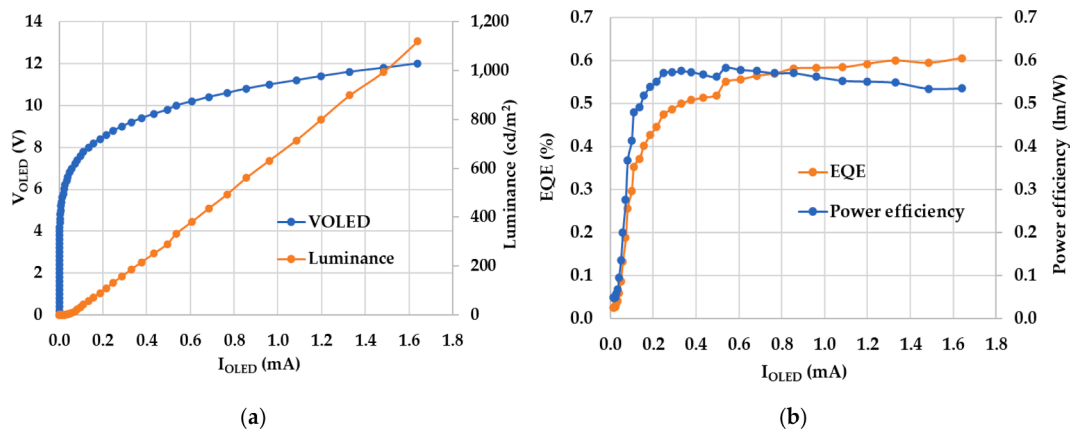 14
12
10
8
6
4
2
0
V_OLED (V)
1,200
1,000
800
600
400
200
0
Luminance (cd/m²)
VOLED
Luminance
0.0 0.2 0.4 0.6 0.8 1.0 1.2 1.4 1.6 1.8
I_OLED (mA)
(a)
0.7
0.6
0.5
0.4
0.3
0.2
0.1
0.0
EQE (%)
0.7
0.6
0.5
0.4
0.3
0.2
0.1
0.0
Power efficiency (lm/W)
EQE
Power efficiency
0.0 0.2 0.4 0.6 0.8 1.0 1.2 1.4 1.6 1.8
I_OLED (mA)
(b)